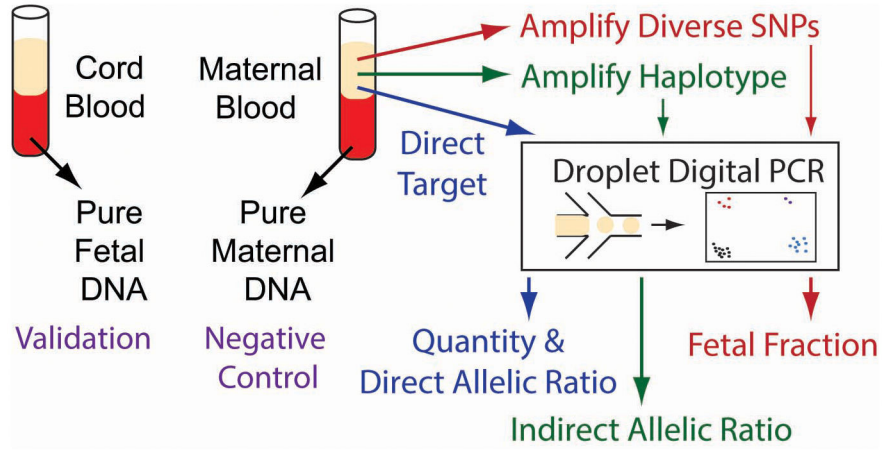 Cord
Blood
Pure
Fetal
DNA
Validation
Maternal
Blood
Pure
Maternal
DNA
Negative
Control
Amplify Diverse SNPs
Amplify Haplotype
Direct
Target
Droplet Digital PCR
Quantity &
Direct Allelic Ratio
Fetal Fraction
Indirect Allelic Ratio